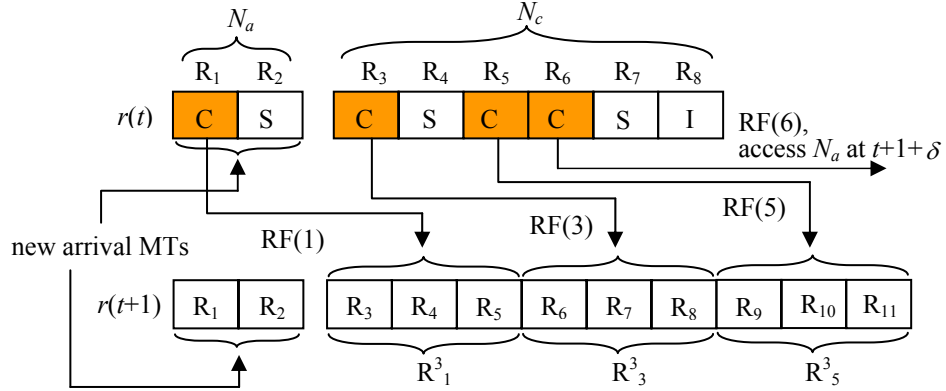 Nₐ N꜀
R₁ R₂ R₃ R₄ R₅ R₆ R₇ R₈
r(t) C S C S C C S I
RF(6),
access Nₐ at t+1+δ
RF(1) RF(3) RF(5)
new arrival MTs
r(t+1) R₁ R₂ R₃ R₄ R₅ R₆ R₇ R₈ R₉ R₁₀ R₁₁
R³₁ R³₃ R³₅